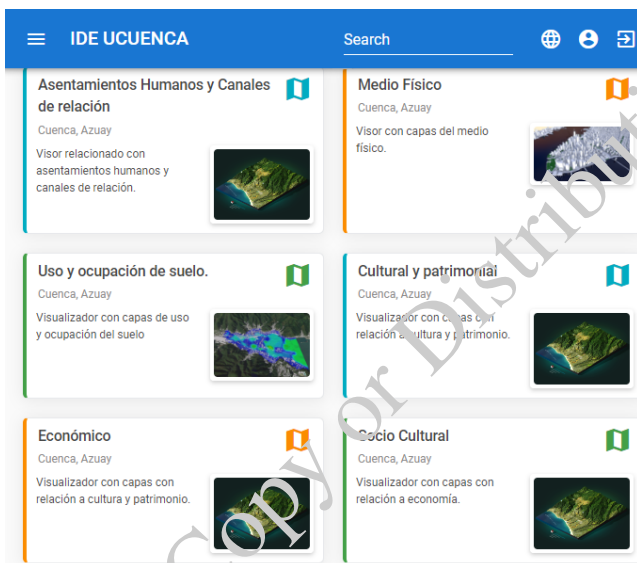 IDE UCUENCA
Search
Asentamientos Humanos y Canales
de relación
Cuenca, Azuay
Visor relacionado con
asentamientos humanos y
canales de relación.
Medio Físico
Cuenca, Azuay
Visor con capas del medio
físico.
Uso y ocupación de suelo.
Cuenca, Azuay
Visualizador con capas de uso
y ocupación del suelo
Cultural y patrimonial
Cuenca, Azuay
Visualizador con capas con
relación a cultura y patrimonio.
Económico
Cuenca, Azuay
Visualizador con capas con
relación a cultura y patrimonio.
Socio Cultural
Cuenca, Azuay
Visualizador con capas con
relación a economía.
Copy or Distribut